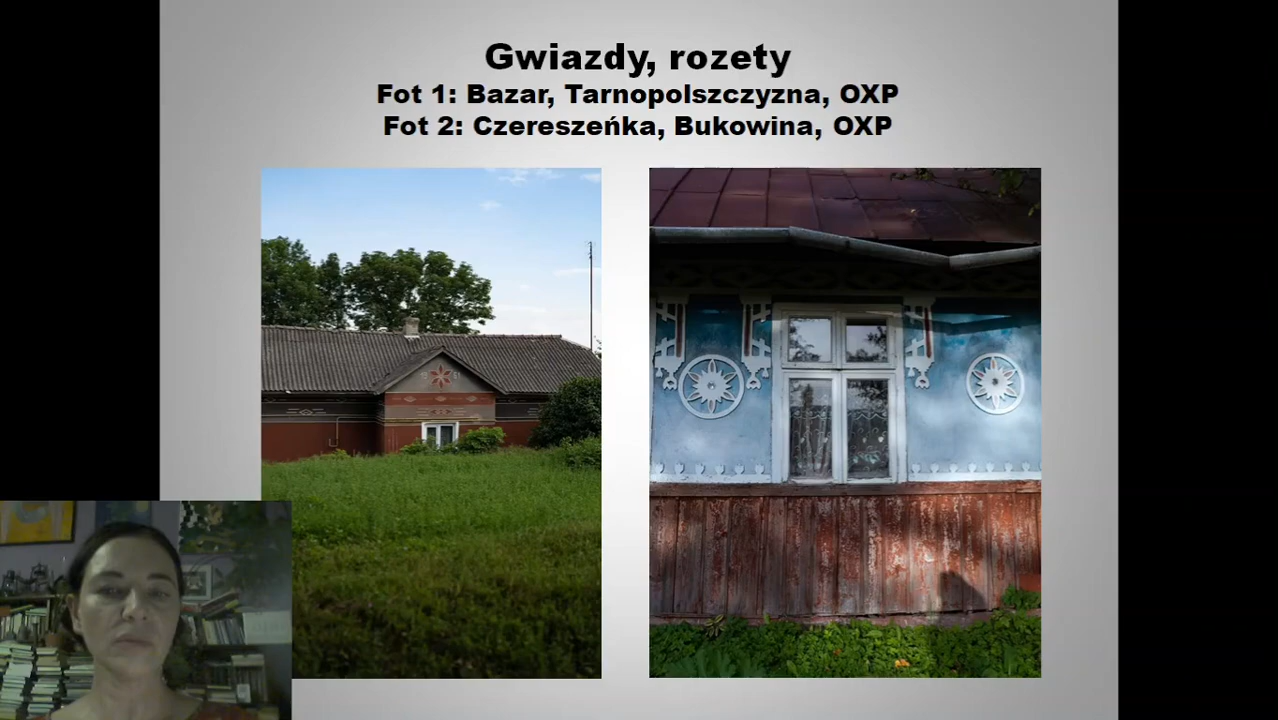 Gwiazdy, rozety
Fot 1: Bazar, Tarnopolszczyzna, OXP
Fot 2: Czereszeńka, Bukowina, OXP